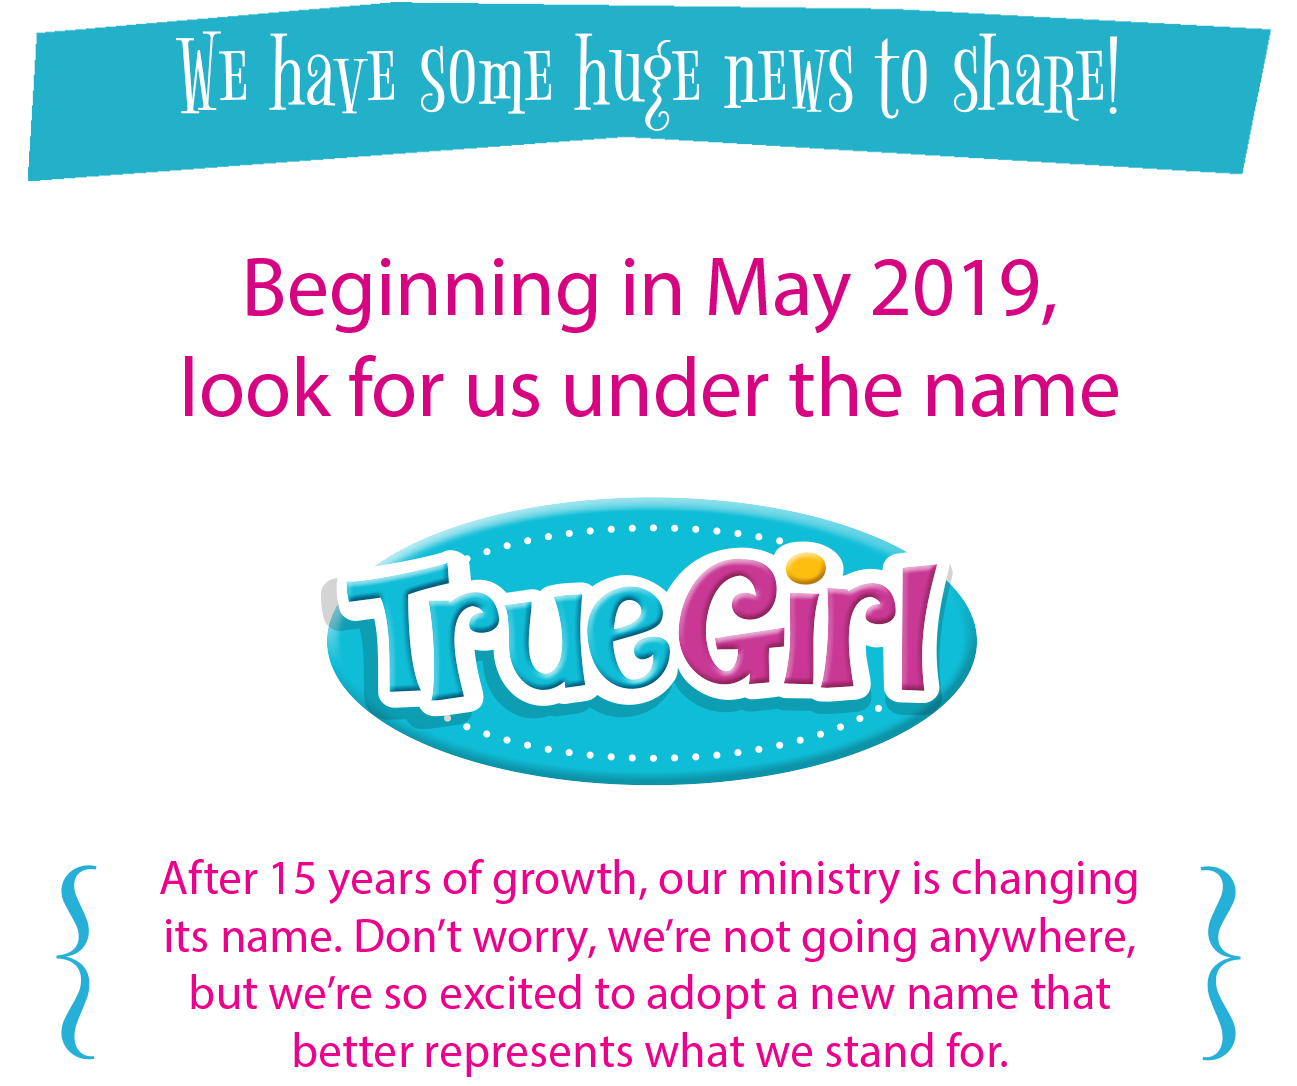 We have some huge news to share!
Beginning in May 2019,
look for us under the name
TrueGirl
After 15 years of growth, our ministry is changing
its name. Don’t worry, we’re not going anywhere,
but we’re so excited to adopt a new name that
better represents what we stand for.